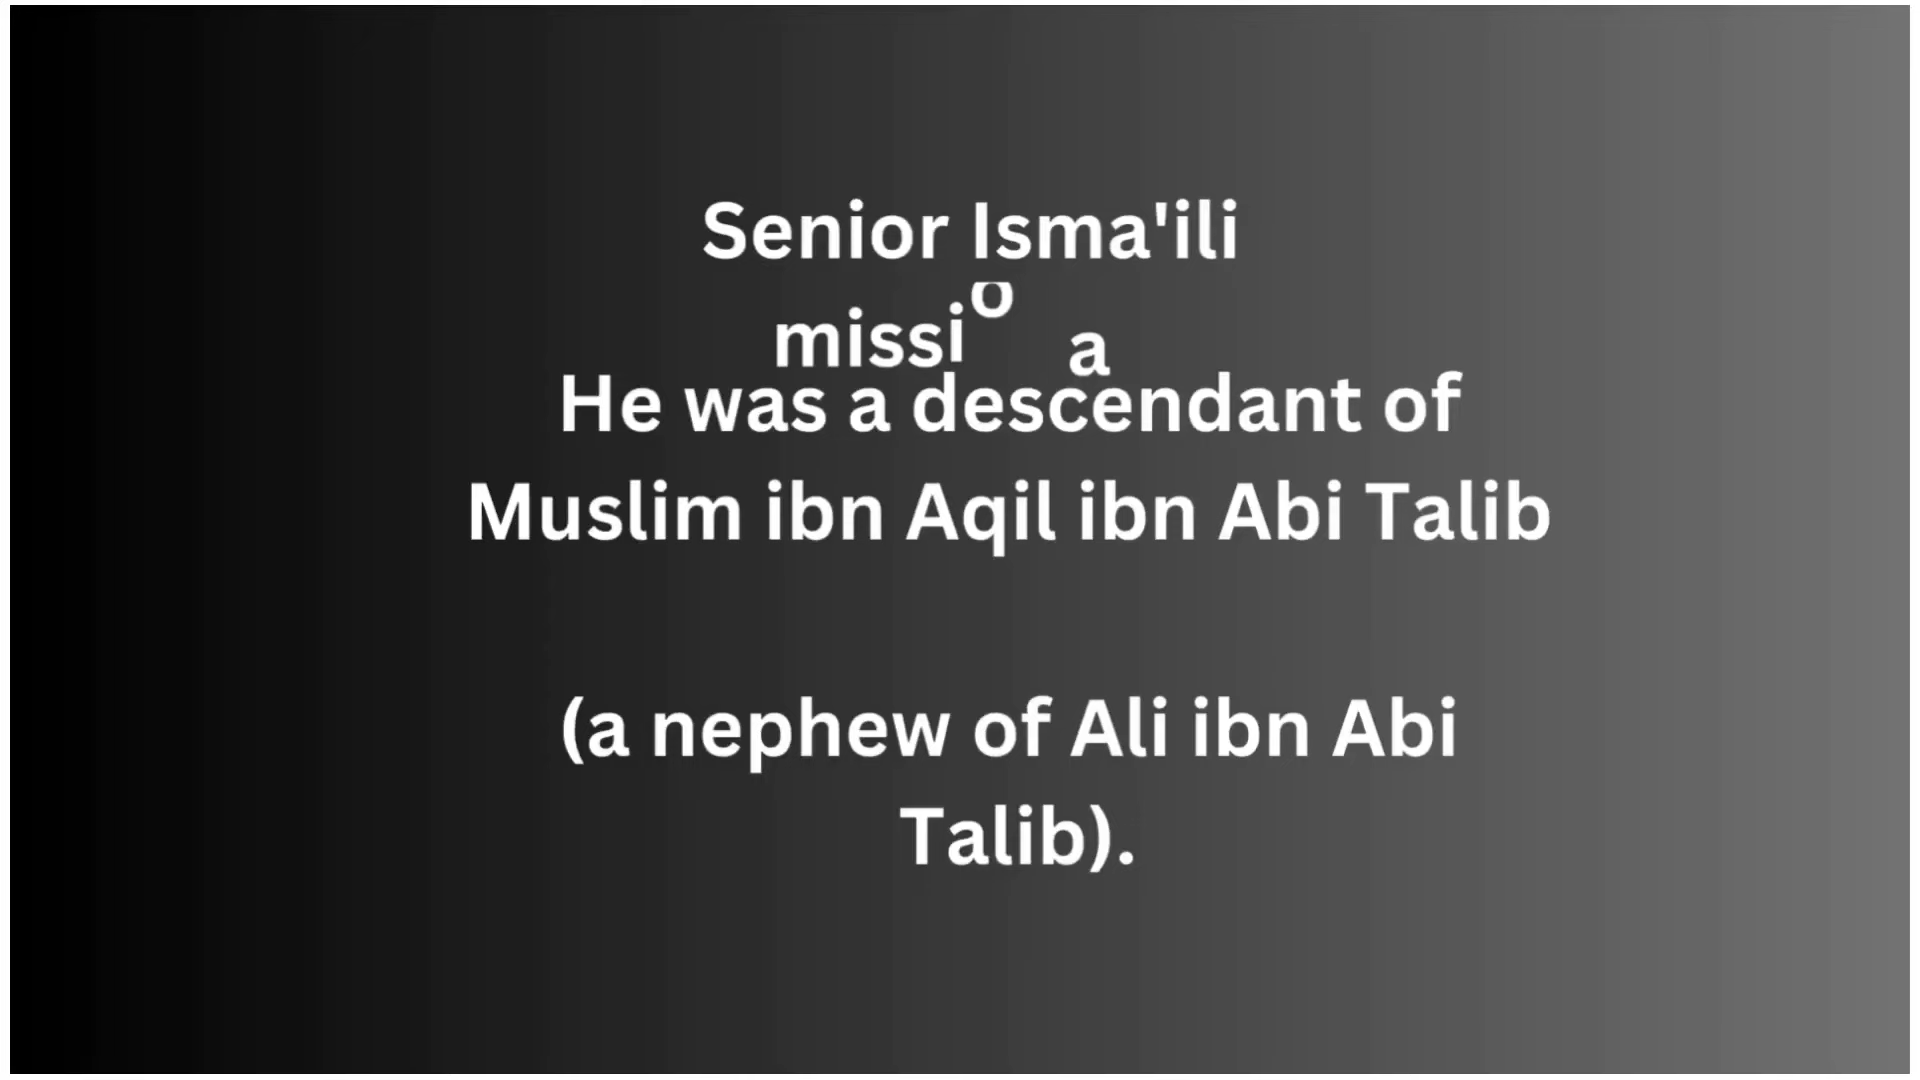 Senior Isma'ili
missio a
He was a descendant of
Muslim ibn Aqil ibn Abi Talib
(a nephew of Ali ibn Abi
Talib).